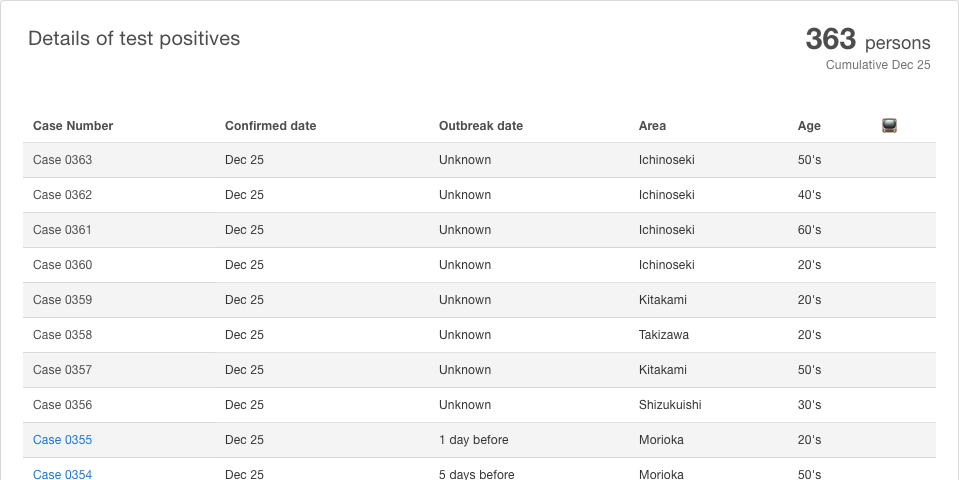 Details of test positives
363 persons
Cumulative Dec 25
Case Number Confirmed date Outbreak date Area Age
Case 0363 Dec 25 Unknown Ichinoseki 50's
Case 0362 Dec 25 Unknown Ichinoseki 40's
Case 0361 Dec 25 Unknown Ichinoseki 60's
Case 0360 Dec 25 Unknown Ichinoseki 20's
Case 0359 Dec 25 Unknown Kitakami 20's
Case 0358 Dec 25 Unknown Takizawa 20's
Case 0357 Dec 25 Unknown Kitakami 50's
Case 0356 Dec 25 Unknown Shizukuishi 30's
Case 0355 Dec 25 1 day before Morioka 20's
Case 0354 Dec 25 5 days before Morioka 50's